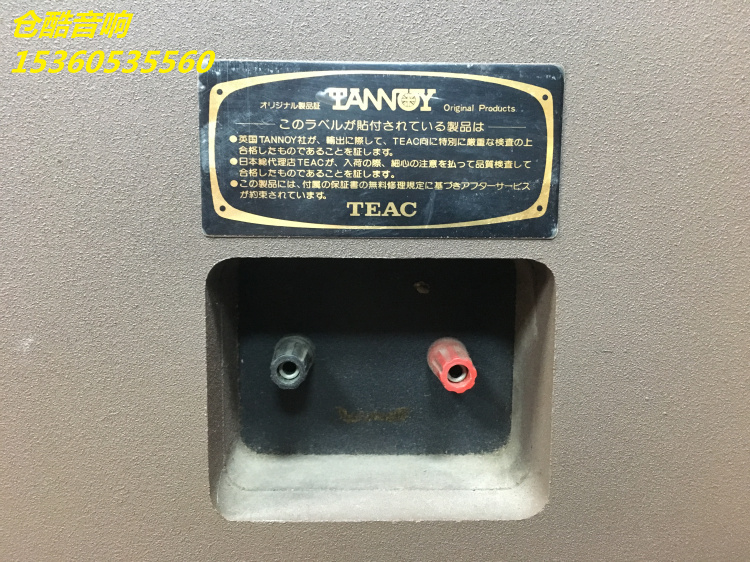 仓酷音响
15360535560
オリジナル製品証 TANNOY Original Products
このラベルが貼付されている製品は
●英国TANNOY社が、輸出に際して、TEAC向に特別に厳重な検査の上
合格したものであることを証します。
●日本総代理店TEACが、入荷の際、細心の注意を払って品質検査して
合格したものであることを証します。
●この製品には、付属の保証書の無料修理規定に基づきアフターサービス
が約束されています。
TEAC